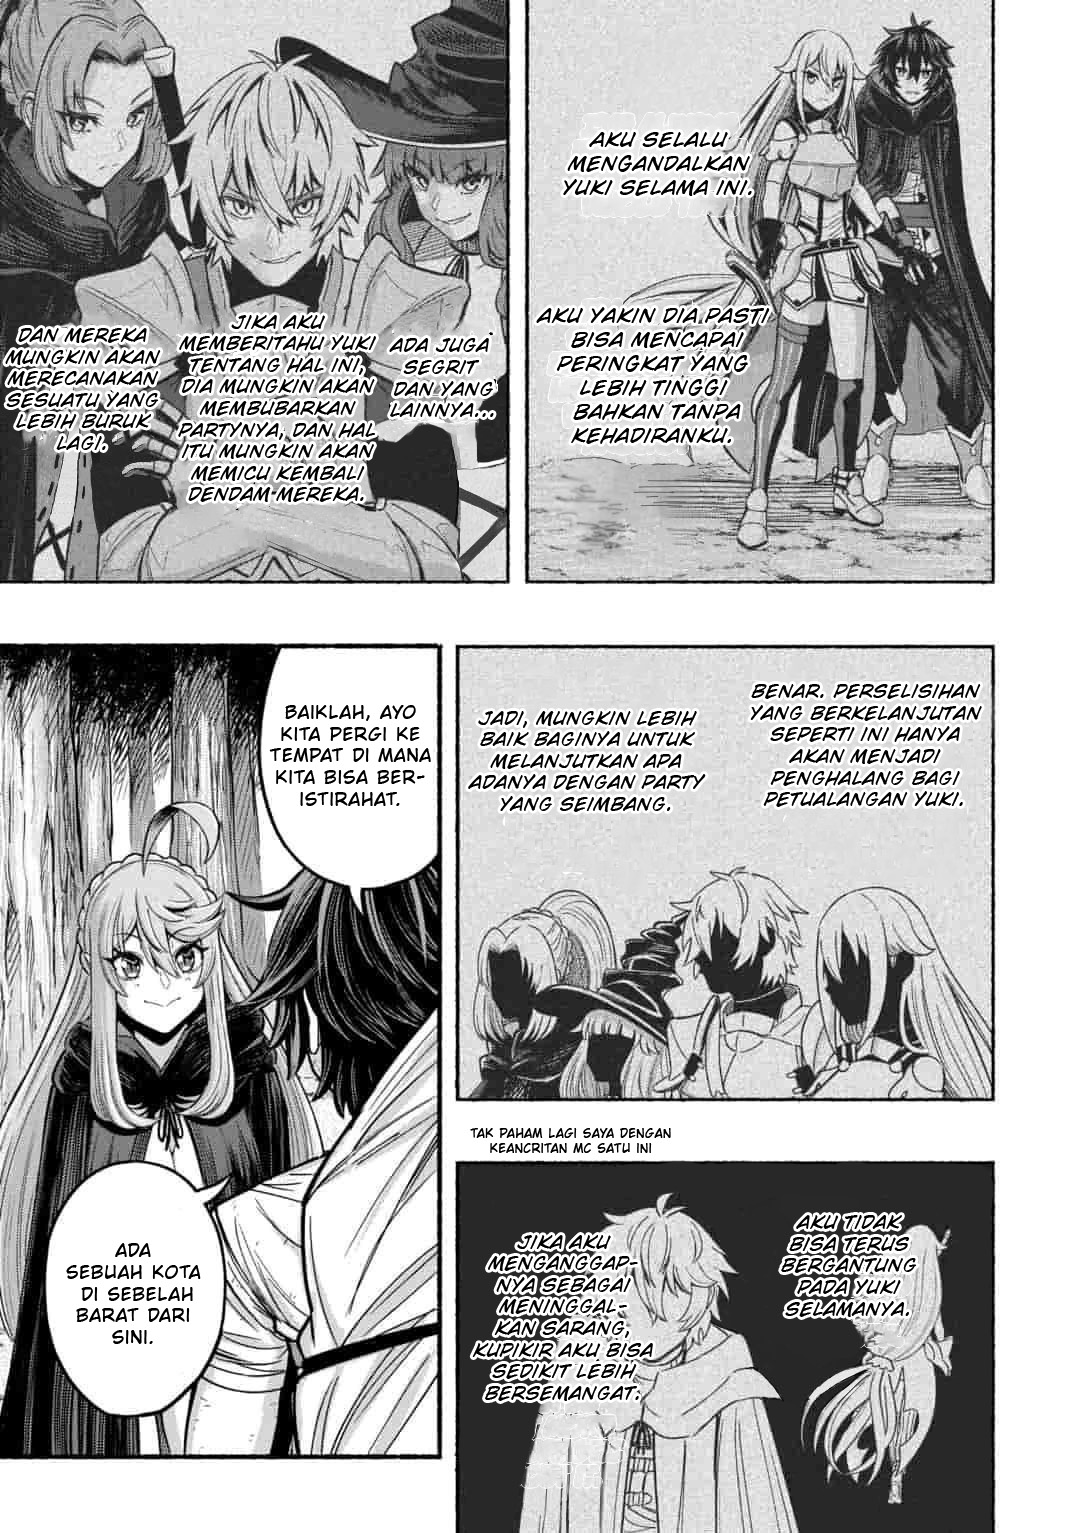 AKU SELALU
MENGANDALKAN
YUKI SELAMA INI.
AKU YAKIN DIA PASTI
BISA MENCAPAI
PERINGKAT YANG
LEBIH TINGGI
BAHKAN TANPA
KEHADIRANKU.
ADA JUGA
SEGRIT
DAN YANG
LAINNYA...
JIKA AKU
MEMBERITAHU YUKI
TENTANG HAL INI,
DIA MUNGKIN AKAN
MEMBUBARKAN
PARTYNYA, DAN HAL
ITU MUNGKIN AKAN
MEMICU KEMBALI
DENDAM MEREKA.
DAN MEREKA
MUNGKIN AKAN
MERECANAKAN
SESUATU YANG
LEBIH BURUK
LAGI.
BENAR. PERSELISIHAN
YANG BERKELANJUTAN
SEPERTI INI HANYA
AKAN MENJADI
PENGHALANG BAGI
PETUALANGAN YUKI.
JADI, MUNGKIN LEBIH
BAIK BAGINYA UNTUK
MELANJUTKAN APA
ADANYA DENGAN PARTY
YANG SEIMBANG.
TAK PAHAM LAGI SAYA DENGAN
KEANCRITAN MC SATU INI
AKU TIDAK
BISA TERUS
BERGANTUNG
PADA YUKI
SELAMANYA.
JIKA AKU
MENGANGGAP-
NYA SEBAGAI
MENINGGAL-
KAN SARANG,
KUPIKIR AKU BISA
SEDIKIT LEBIH
BERSEMANGAT.
BAIKLAH, AYO
KITA PERGI KE
TEMPAT DI MANA
KITA BISA BER-
ISTIRAHAT.
ADA
SEBUAH KOTA
DI SEBELAH
BARAT DARI
SINI.